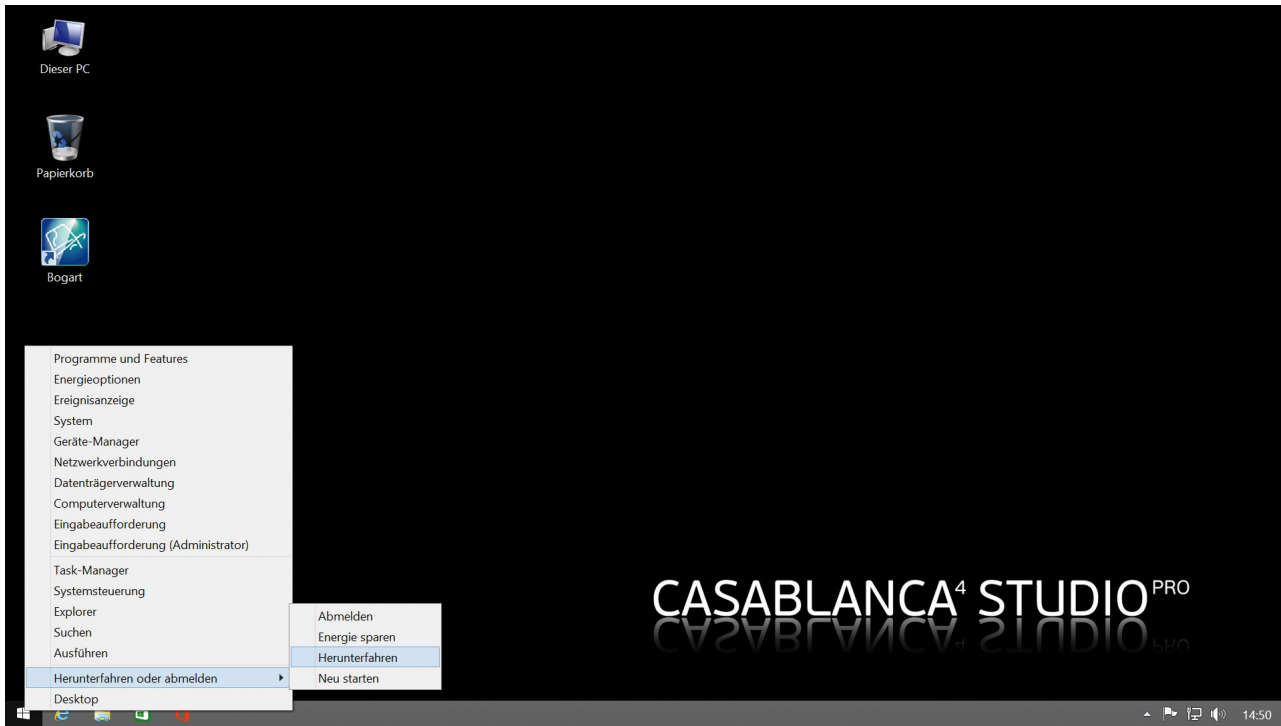 Dieser PC
Papierkorb
Bogart
Programme und Features
Energieoptionen
Ereignisanzeige
System
Geräte-Manager
Netzwerkverbindungen
Datenträgerverwaltung
Computerverwaltung
Eingabeaufforderung
Eingabeaufforderung (Administrator)
Task-Manager
Systemsteuerung
Explorer
Suchen
Ausführen
Herunterfahren oder abmelden
Desktop
Abmelden
Energie sparen
Herunterfahren
Neu starten
CASABLANCA⁴ STUDIO PRO
14:50